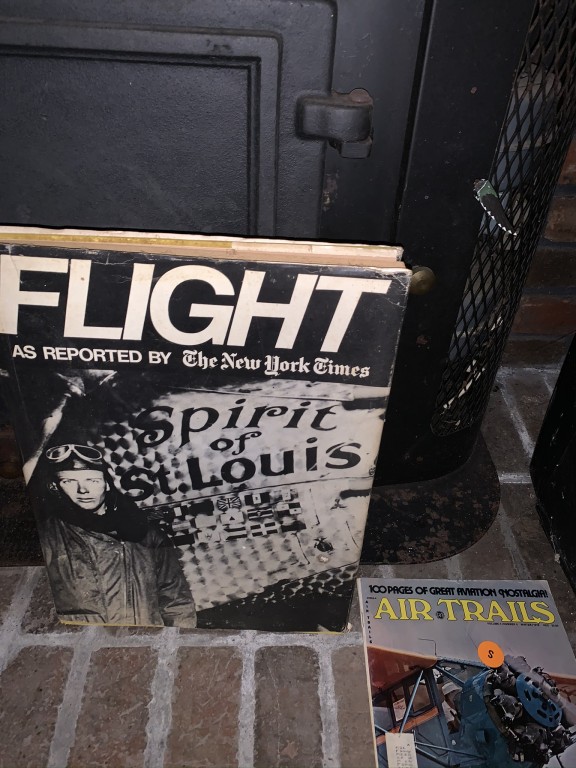 FLIGHT
AS REPORTED BY The New York Times
Spirit
of
St. Louis
100 PAGES OF GREAT AVIATION NOSTALGIA!
AIR TRAILS
S